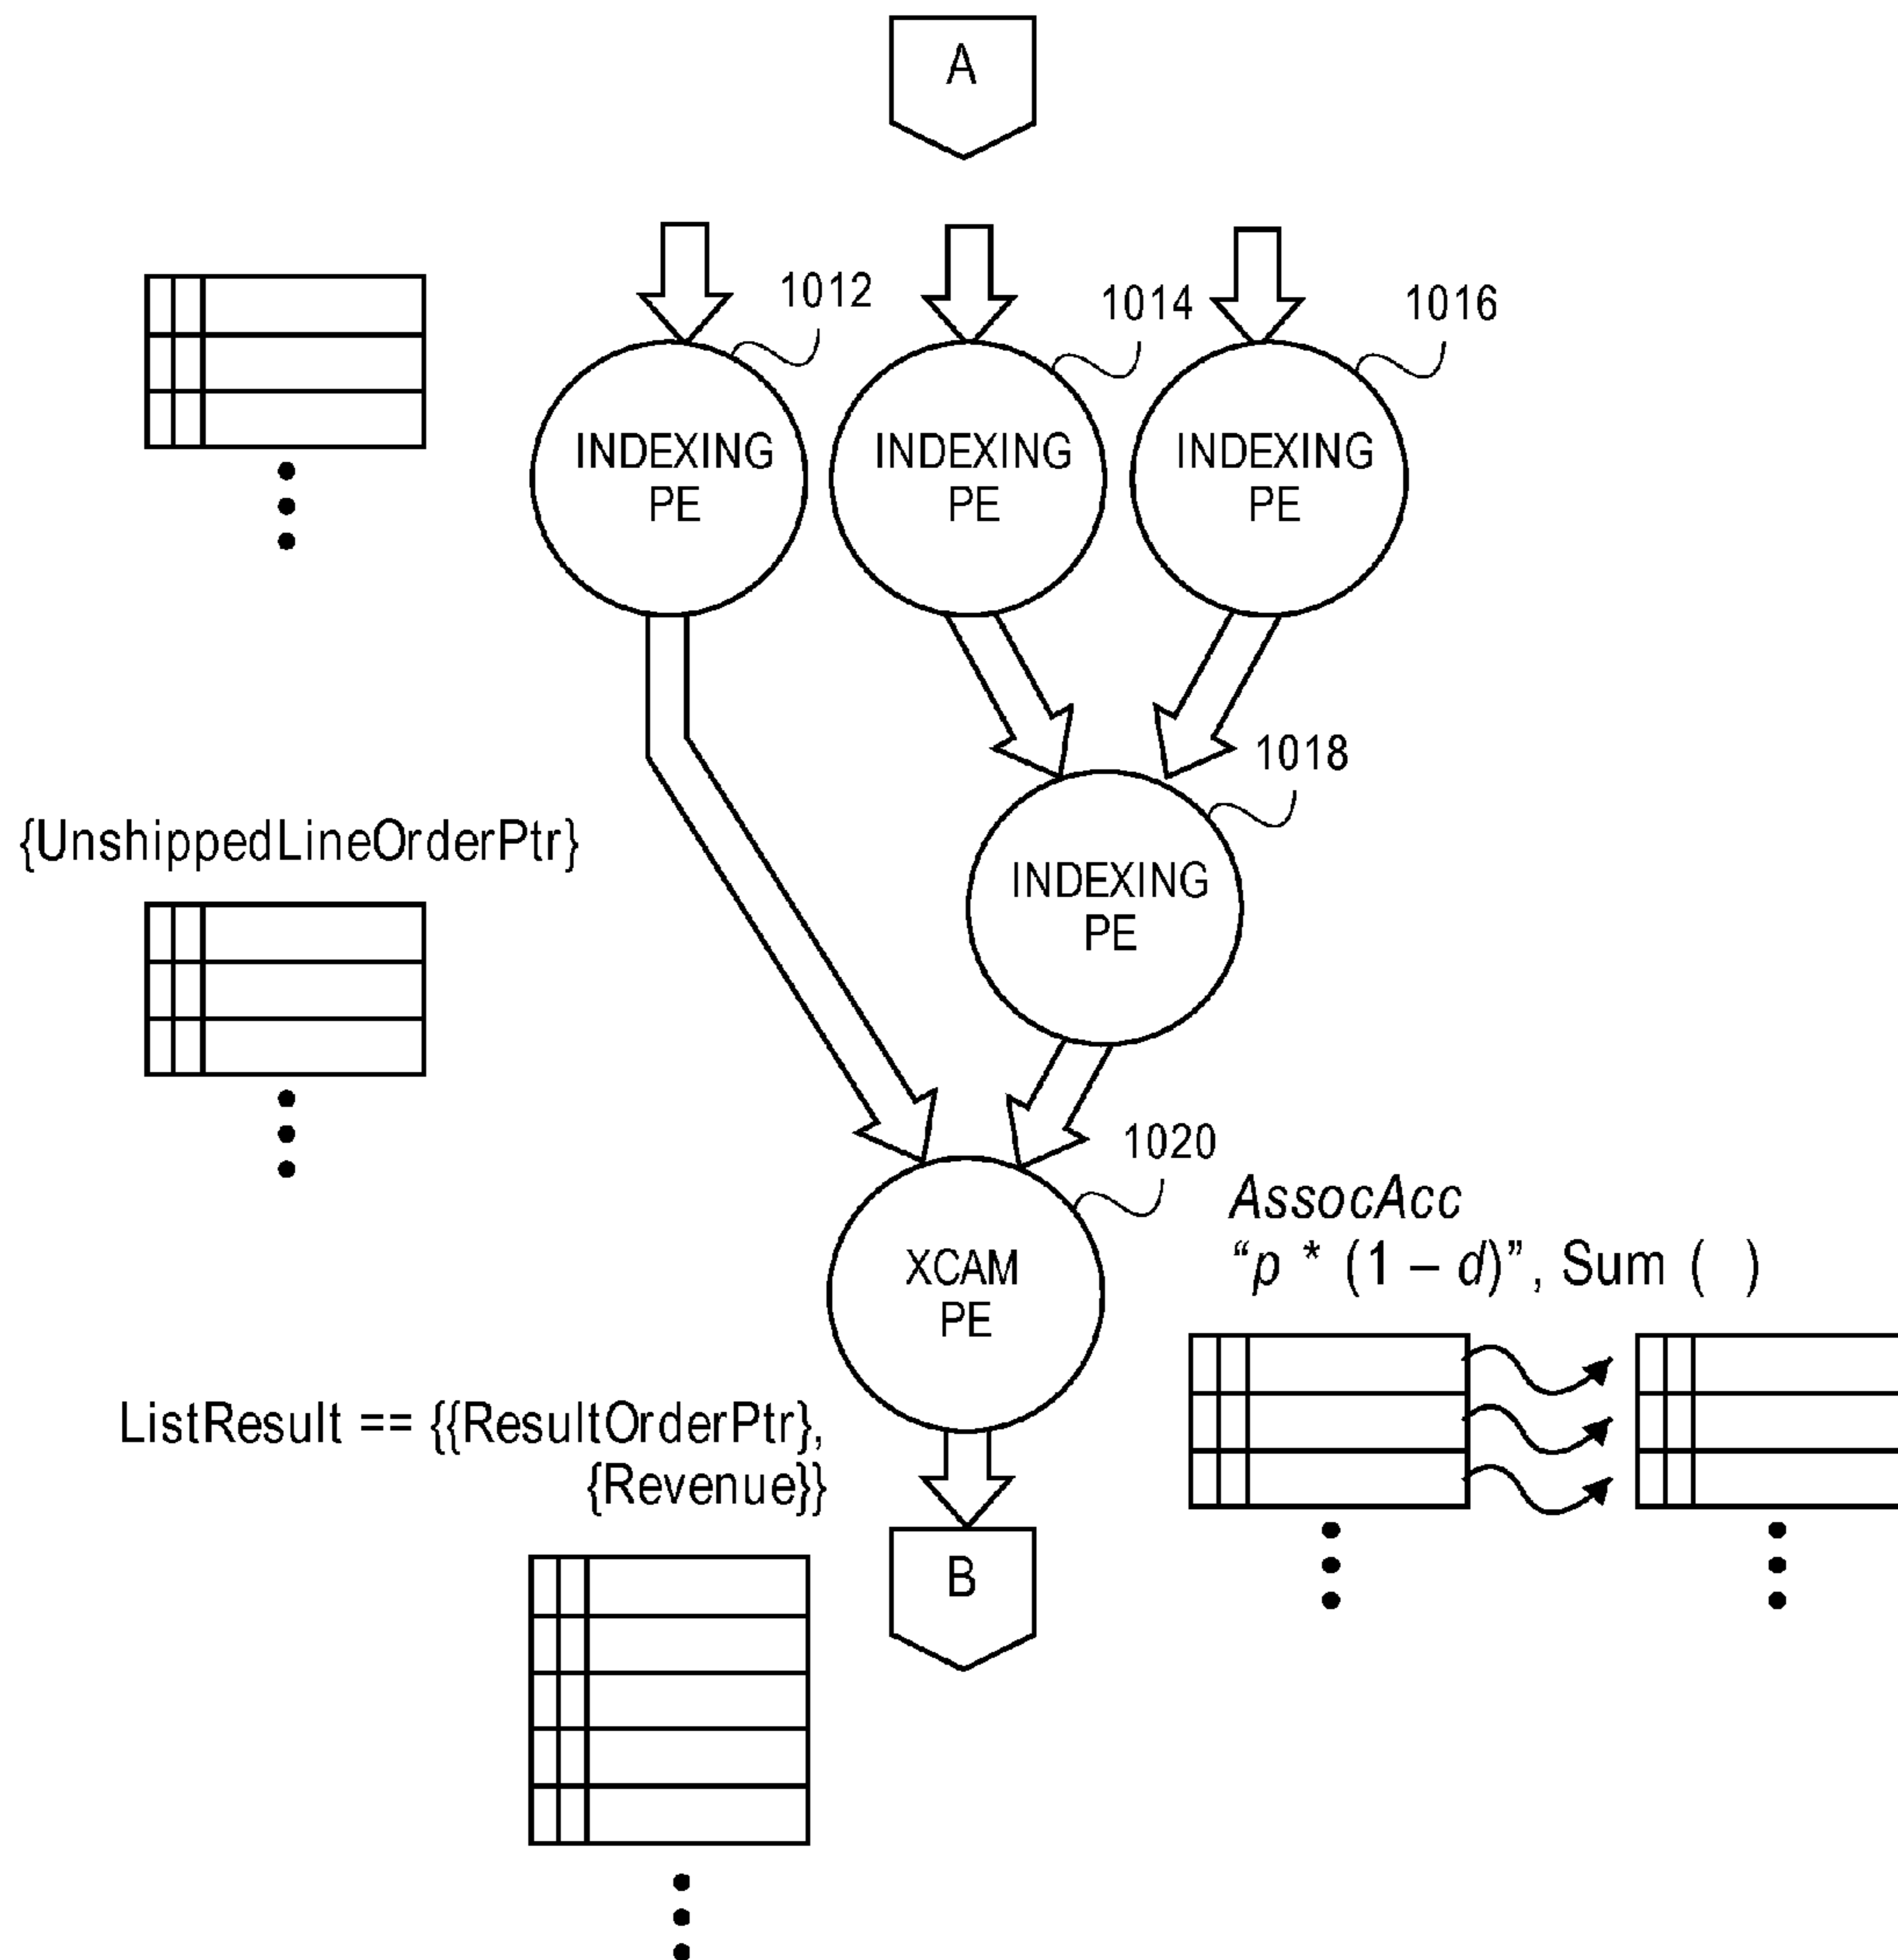 A
1012
1014
1016
INDEXING
PE
INDEXING
PE
INDEXING
PE
1018
{UnshippedLineOrderPtr}
INDEXING
PE
1020
AssocAcc
“p * (1 – d)”, Sum ( )
XCAM
PE
ListResult == {{ResultOrderPtr},
{Revenue}}
B